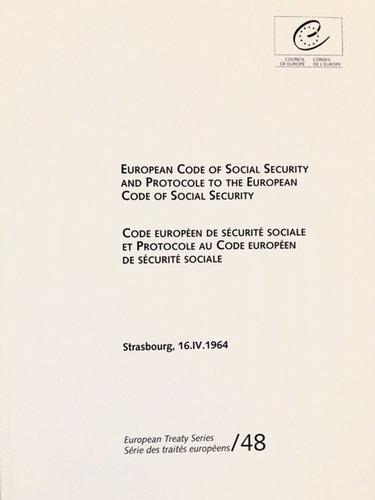 COUNCIL CONSEIL
OF EUROPE DE L'EUROPE
EUROPEAN CODE OF SOCIAL SECURITY
AND PROTOCOLE TO THE EUROPEAN
CODE OF SOCIAL SECURITY
CODE EUROPÉEN DE SÉCURITÉ SOCIALE
ET PROTOCOLE AU CODE EUROPÉEN
DE SÉCURITÉ SOCIALE
Strasbourg, 16.IV.1964
European Treaty Series
Série des traités européens/48